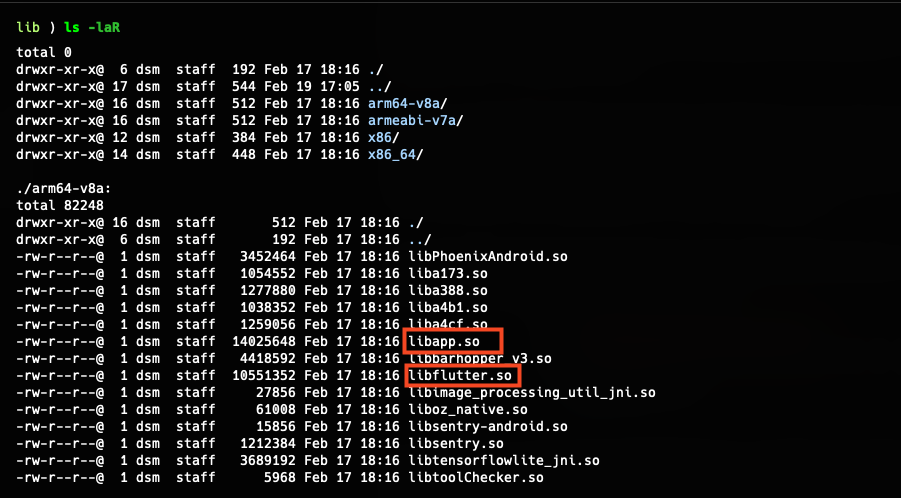 lib ) ls -laR
total 0
drwxr-xr-x@  6 dsm  staff  192 Feb 17 18:16 ./
drwxr-xr-x@ 17 dsm  staff  544 Feb 19 17:05 ../
drwxr-xr-x@ 16 dsm  staff  512 Feb 17 18:16 arm64-v8a/
drwxr-xr-x@ 16 dsm  staff  512 Feb 17 18:16 armeabi-v7a/
drwxr-xr-x@ 12 dsm  staff  384 Feb 17 18:16 x86/
drwxr-xr-x@ 14 dsm  staff  448 Feb 17 18:16 x86_64/
./arm64-v8a:
total 82248
drwxr-xr-x@ 16 dsm  staff       512 Feb 17 18:16 ./
drwxr-xr-x@  6 dsm  staff       192 Feb 17 18:16 ../
-rw-r--r--@  1 dsm  staff   3452464 Feb 17 18:16 libPhoenixAndroid.so
-rw-r--r--@  1 dsm  staff   1054552 Feb 17 18:16 liba173.so
-rw-r--r--@  1 dsm  staff   1277880 Feb 17 18:16 liba388.so
-rw-r--r--@  1 dsm  staff   1038352 Feb 17 18:16 liba4b1.so
-rw-r--r--@  1 dsm  staff   1259056 Feb 17 18:16 liba4cf.so
-rw-r--r--@  1 dsm  staff  14025648 Feb 17 18:16 libapp.so
-rw-r--r--@  1 dsm  staff   4418592 Feb 17 18:16 libbarhopper_v3.so
-rw-r--r--@  1 dsm  staff  10551352 Feb 17 18:16 libflutter.so
-rw-r--r--@  1 dsm  staff     27856 Feb 17 18:16 libimage_processing_util_jni.so
-rw-r--r--@  1 dsm  staff     61008 Feb 17 18:16 liboz_native.so
-rw-r--r--@  1 dsm  staff     15856 Feb 17 18:16 libsentry-android.so
-rw-r--r--@  1 dsm  staff   1212384 Feb 17 18:16 libsentry.so
-rw-r--r--@  1 dsm  staff   3689192 Feb 17 18:16 libtensorflowlite_jni.so
-rw-r--r--@  1 dsm  staff      5968 Feb 17 18:16 libtoolChecker.so